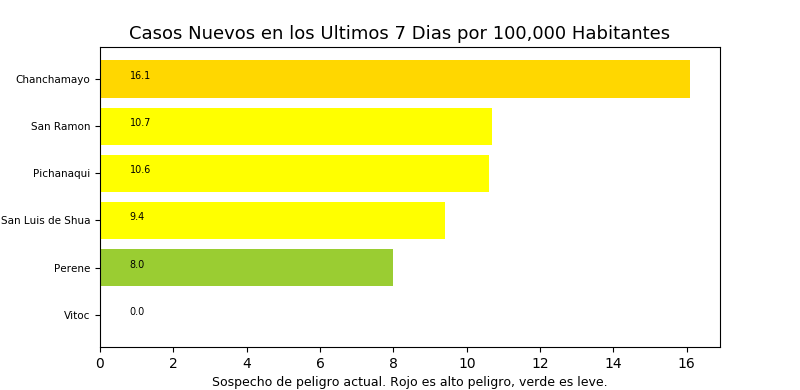 Casos Nuevos en los Ultimos 7 Dias por 100,000 Habitantes
Chanchamayo 16.1
San Ramon 10.7
Pichanaqui 10.6
San Luis de Shua 9.4
Perene 8.0
Vitoc 0.0
0 2 4 6 8 10 12 14 16
Sospecho de peligro actual. Rojo es alto peligro, verde es leve.